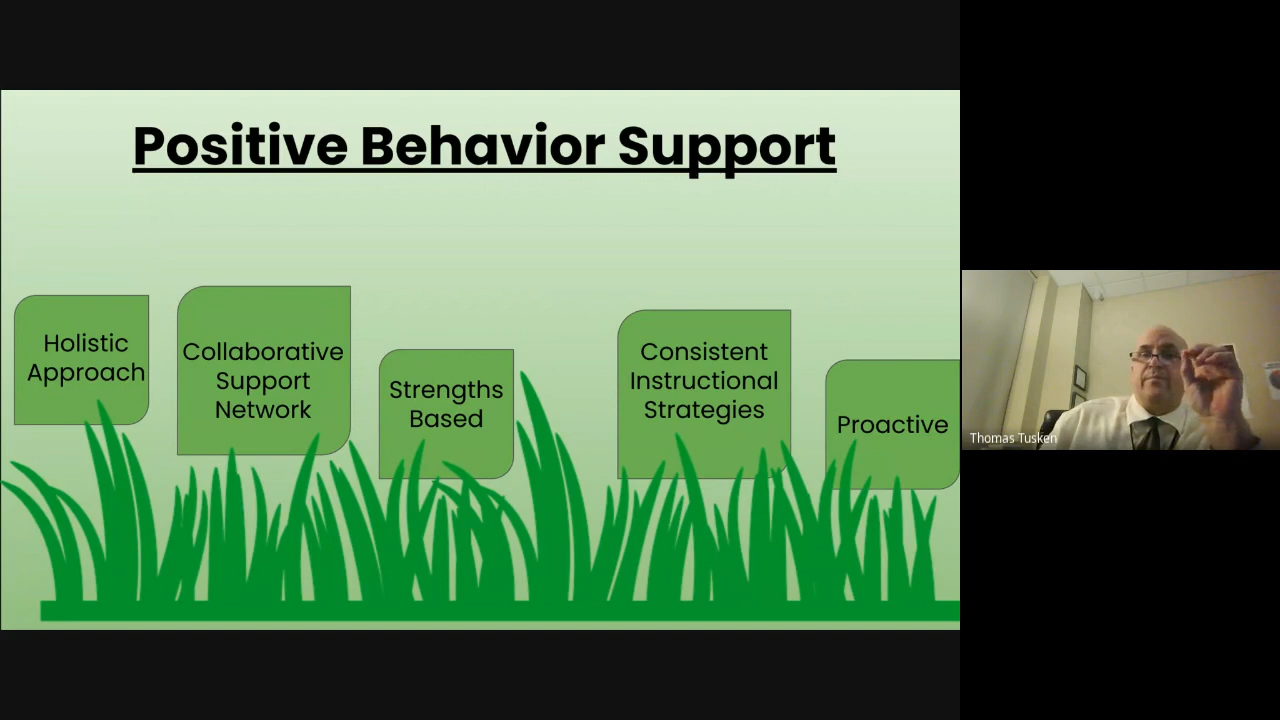 Positive Behavior Support
Holistic
Approach
Collaborative
Support
Network
Strengths
Based
Consistent
Instructional
Strategies
Proactive
Thomas Tusken